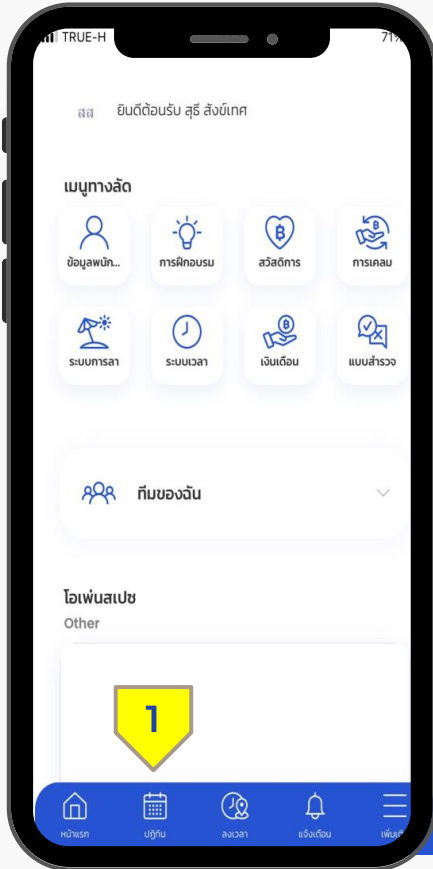 TRUE-H
71%
สส ยินดีต้อนรับ สุธี สังข์เทศ
เมนูทางลัด
ข้อมูลพนัก... การฝึกอบรม สวัสดิการ การเคลม
ระบบการลา ระบบเวลา เงินเดือน แบบสำรวจ
ทีมของฉัน
โอเพ่นสเปซ
Other
1
หน้าแรก ปฏิทิน ลงเวลา แจ้งเตือน